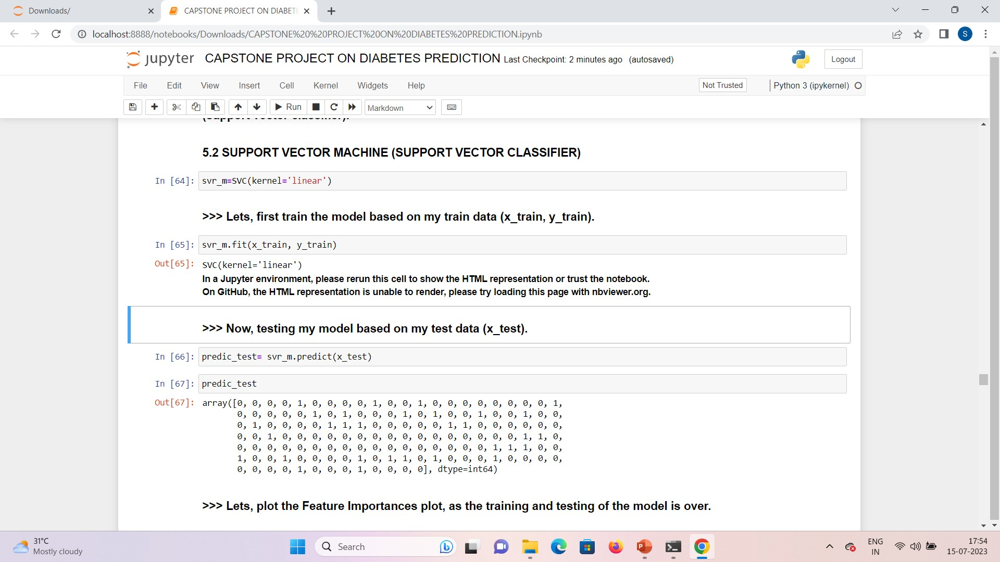 Downloads/
CAPSTONE PROJECT ON DIABET
localhost:8888/notebooks/Downloads/CAPSTONE%20%20PROJECT%20ON%20DIABETES%20PREDICTION.ipynb
S
jupyter CAPSTONE PROJECT ON DIABETES PREDICTION Last Checkpoint: 2 minutes ago (autosaved)
Logout
File Edit View Insert Cell Kernel Widgets Help
Not Trusted
Python 3 (ipykernel)
Run
Markdown
(Support vector classifier).
5.2 SUPPORT VECTOR MACHINE (SUPPORT VECTOR CLASSIFIER)
In [64]: svr_m=SVC(kernel='linear')
>>> Lets, first train the model based on my train data (x_train, y_train).
In [65]: svr_m.fit(x_train, y_train)
Out[65]: SVC(kernel='linear')
In a Jupyter environment, please rerun this cell to show the HTML representation or trust the notebook.
On GitHub, the HTML representation is unable to render, please try loading this page with nbviewer.org.
>>> Now, testing my model based on my test data (x_test).
In [66]: predic_test= svr_m.predict(x_test)
In [67]: predic_test
Out[67]: array([0, 0, 0, 0, 1, 0, 0, 0, 0, 1, 0, 0, 1, 0, 0, 0, 0, 0, 0, 0, 0, 1,
0, 0, 0, 0, 0, 1, 0, 1, 0, 0, 0, 1, 0, 1, 0, 0, 1, 0, 0, 1, 0, 0,
0, 1, 0, 0, 0, 0, 1, 1, 1, 0, 0, 0, 0, 0, 1, 1, 0, 0, 0, 0, 0, 0,
0, 0, 1, 0, 0, 0, 0, 0, 0, 0, 0, 0, 0, 0, 0, 0, 0, 0, 0, 1, 1, 0,
0, 0, 0, 0, 0, 0, 0, 0, 0, 0, 0, 0, 0, 0, 0, 0, 0, 1, 1, 1, 0, 0,
1, 0, 0, 1, 0, 0, 0, 0, 1, 0, 1, 1, 0, 1, 0, 0, 0, 1, 0, 0, 0, 0,
0, 0, 0, 0, 1, 0, 0, 0, 1, 0, 0, 0, 0], dtype=int64)
>>> Lets, plot the Feature Importances plot, as the training and testing of the model is over.
31°C
Mostly cloudy
Search
ENG
IN
17:54
15-07-2023